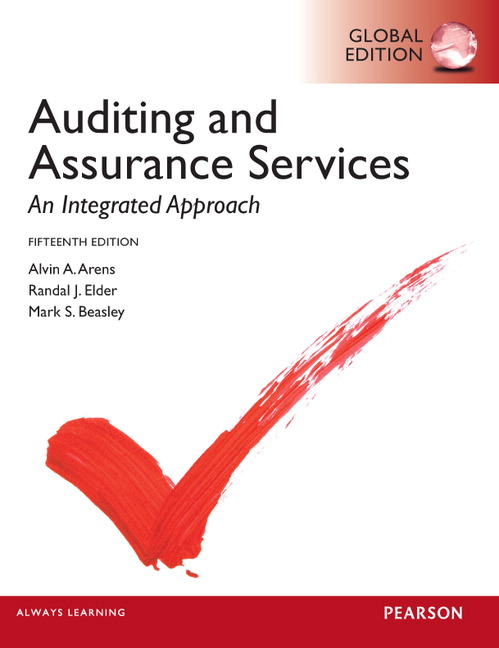 GLOBAL
EDITION
Auditing and
Assurance Services
An Integrated Approach
FIFTEENTH EDITION
Alvin A. Arens
Randal J. Elder
Mark S. Beasley
ALWAYS LEARNING
PEARSON